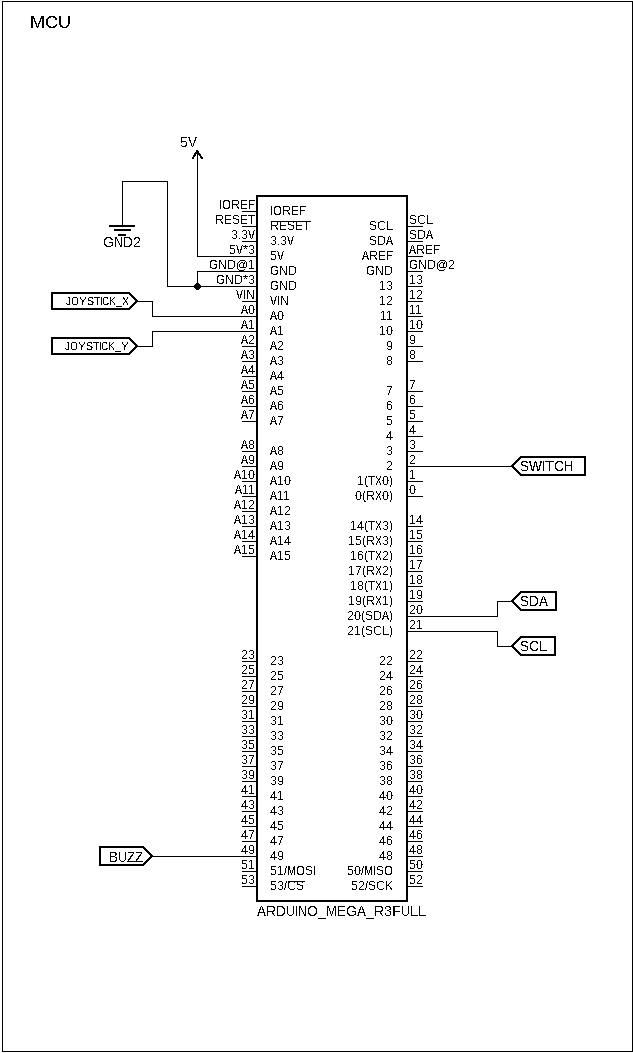 MCU
5V
GND2
IOREF
RESET
3.3V
5V*3
GND@1
GND*3
VIN
A0
A1
A2
A3
A4
A5
A6
A7
A8
A9
A10
A11
A12
A13
A14
A15
23
25
27
29
31
33
35
37
39
41
43
45
47
49
51
53
JOYSTICK_X
JOYSTICK_Y
BUZZ
IOREF
RESET SCL
3.3V SDA
5V AREF
GND GND
GND 13
VIN 12
A0 11
A1 10
A2 9
A3 8
A4
A5 7
A6 6
A7 5
4
A8 3
A9 2
A10 1(TX0)
A11 0(RX0)
A12
A13 14(TX3)
A14 15(RX3)
A15 16(TX2)
17(RX2)
18(TX1)
19(RX1)
20(SDA)
21(SCL)
23 22
25 24
27 26
29 28
31 30
33 32
35 34
37 36
39 38
41 40
43 42
45 44
47 46
49 48
51/MOSI 50/MISO
53/CS 52/SCK
SCL
SDA
AREF
GND@2
13
12
11
10
9
8
7
6
5
4
3
2
1
0
14
15
16
17
18
19
20
21
22
24
26
28
30
32
34
36
38
40
42
44
46
48
50
52
SWITCH
SDA
SCL
ARDUINO_MEGA_R3FULL